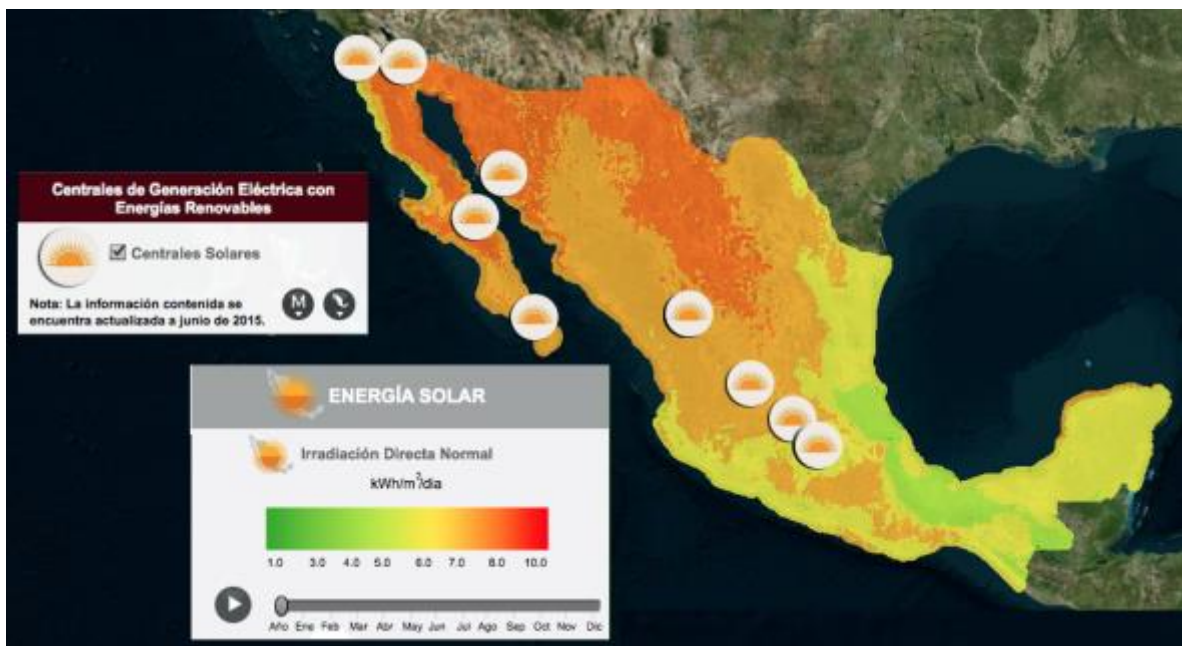 Centrales de Generación Eléctrica con
Energías Renovables
Centrales Solares
Nota: La información contenida se
encuentra actualizada a junio de 2015.
M
ENERGÍA SOLAR
Irradiación Directa Normal
kWh/m²/dia
1.0 3.0 4.0 5.0 6.0 7.0 8.0 10.0
Año Ene Feb Mar Abr May Jun Jul Ago Sep Oct Nov Dic